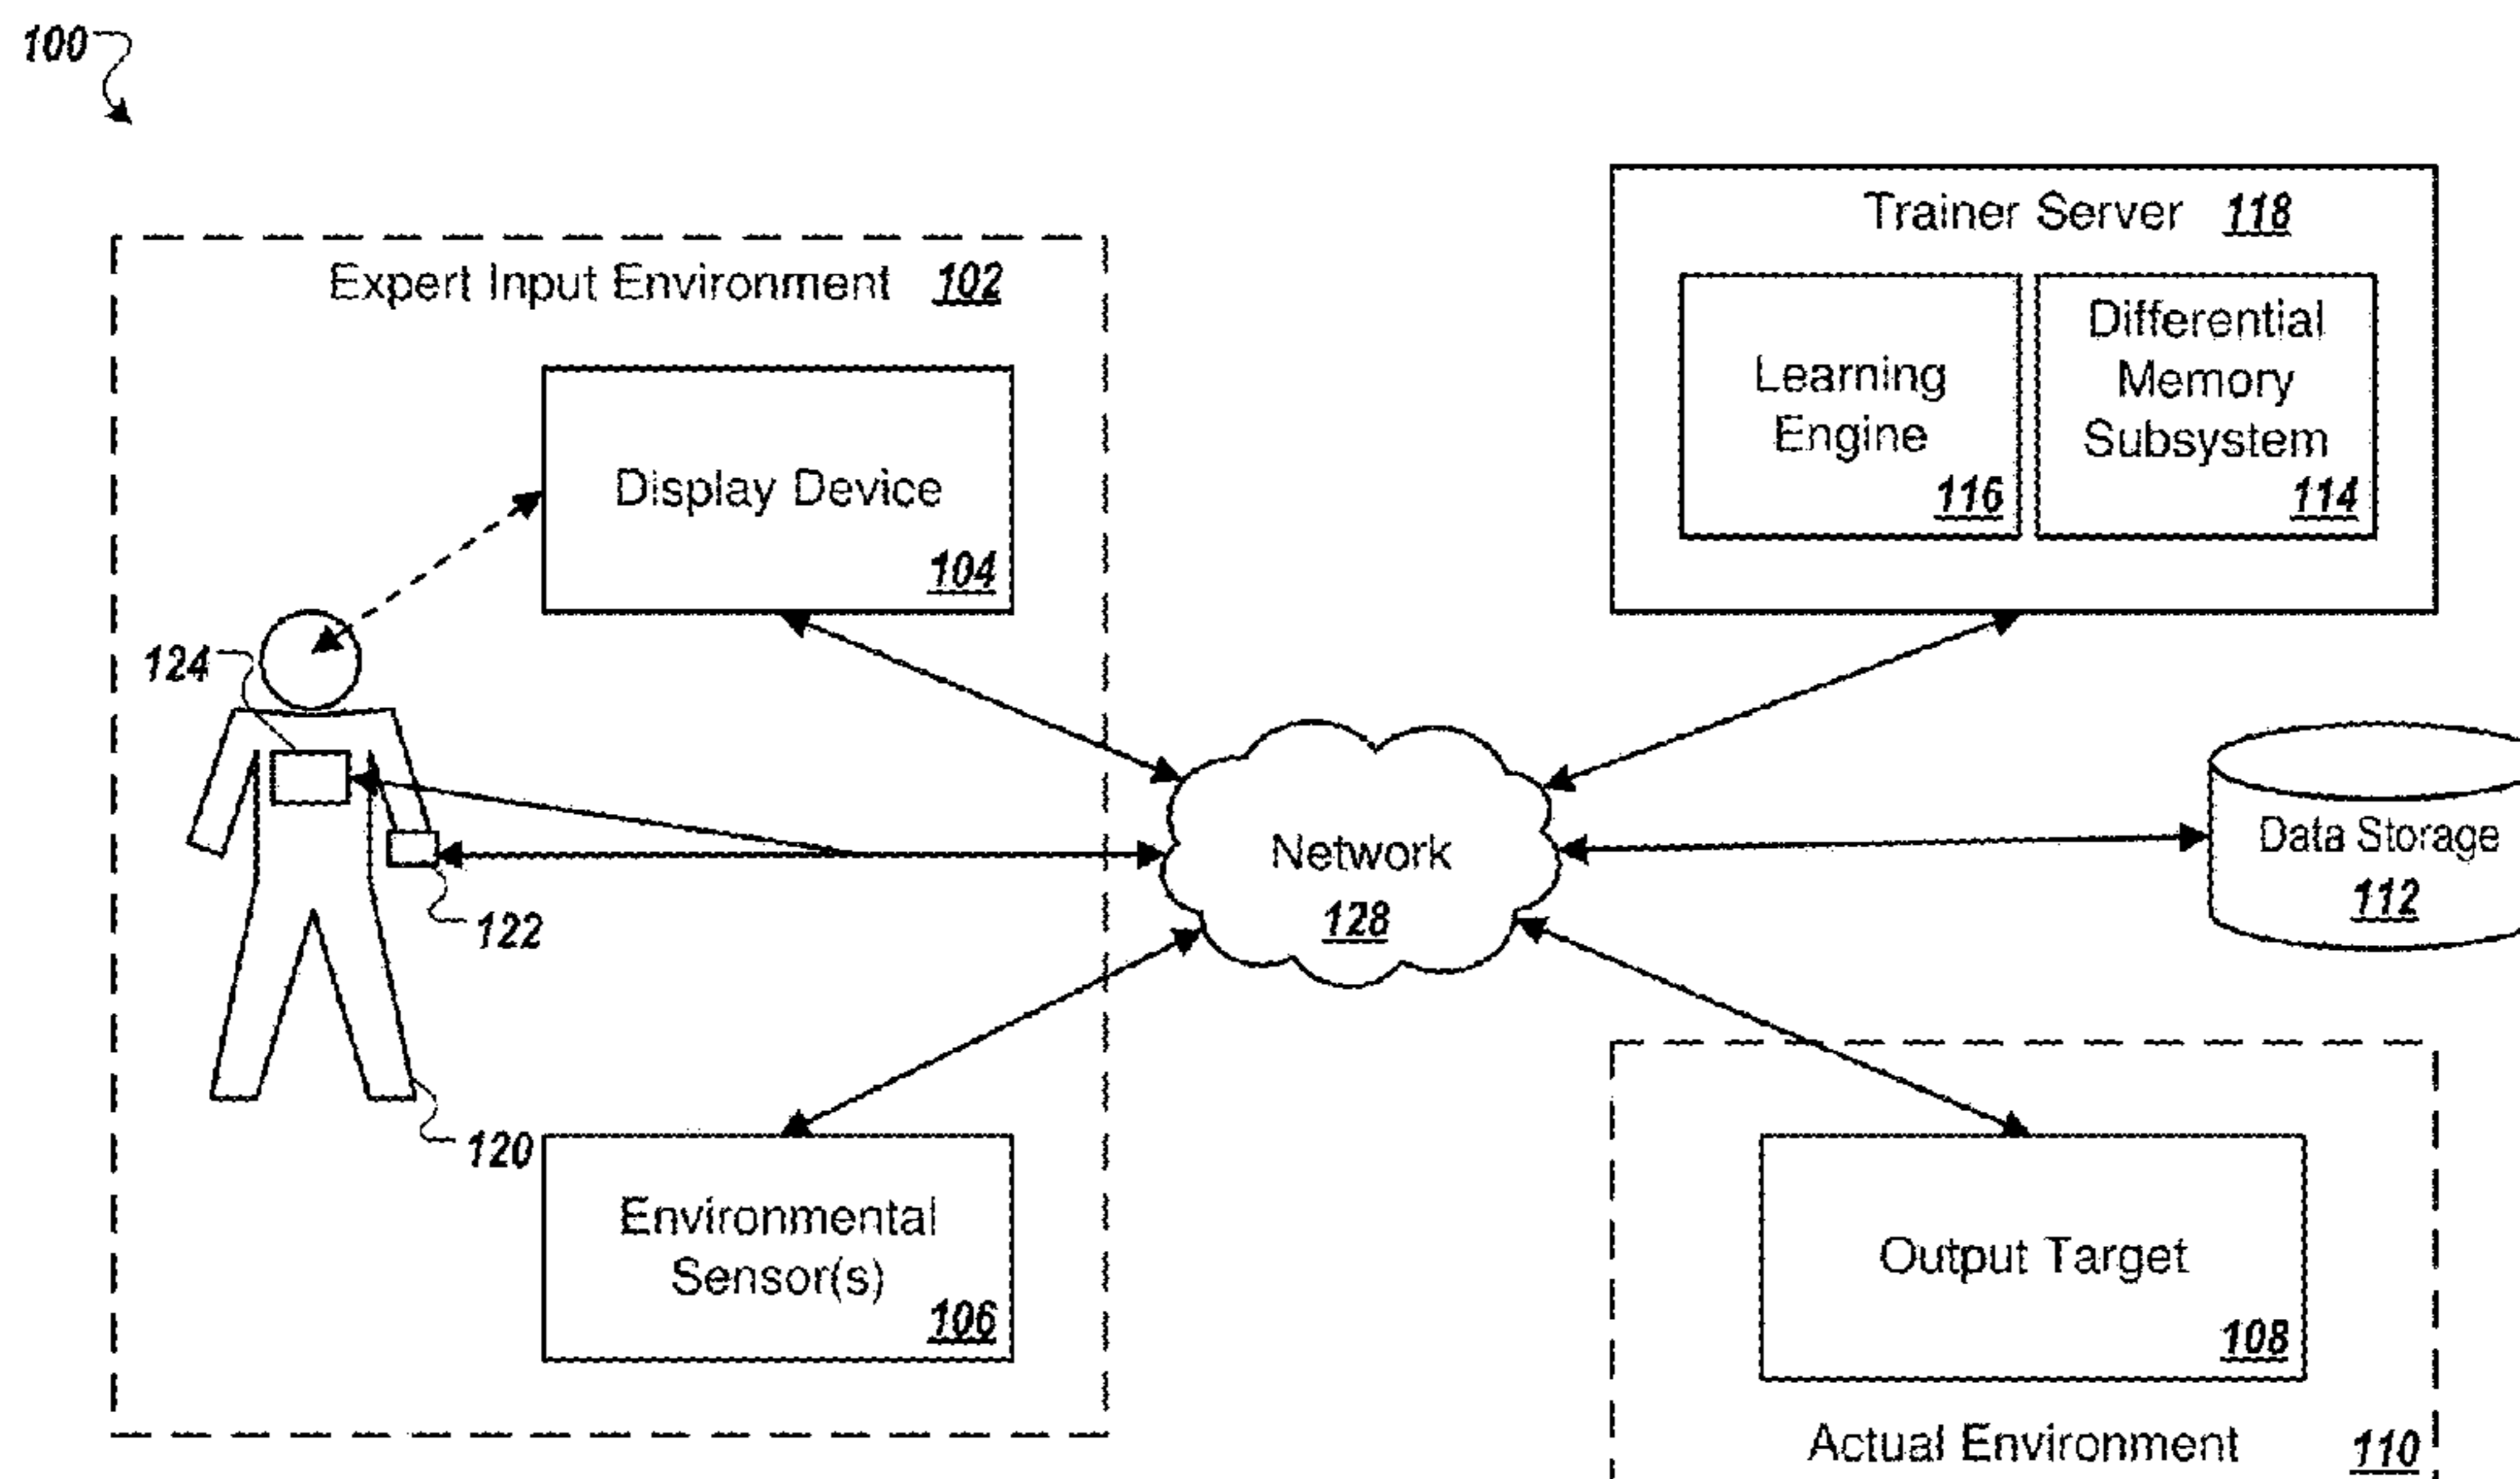 100
Trainer Server 118
Expert Input Environment 102
Learning
Engine
116
Differential
Memory
Subsystem
114
Display Device
104
124
Network
128
Data Storage
112
122
120
Environmental
Sensor(s)
106
Output Target
108
Actual Environment 110